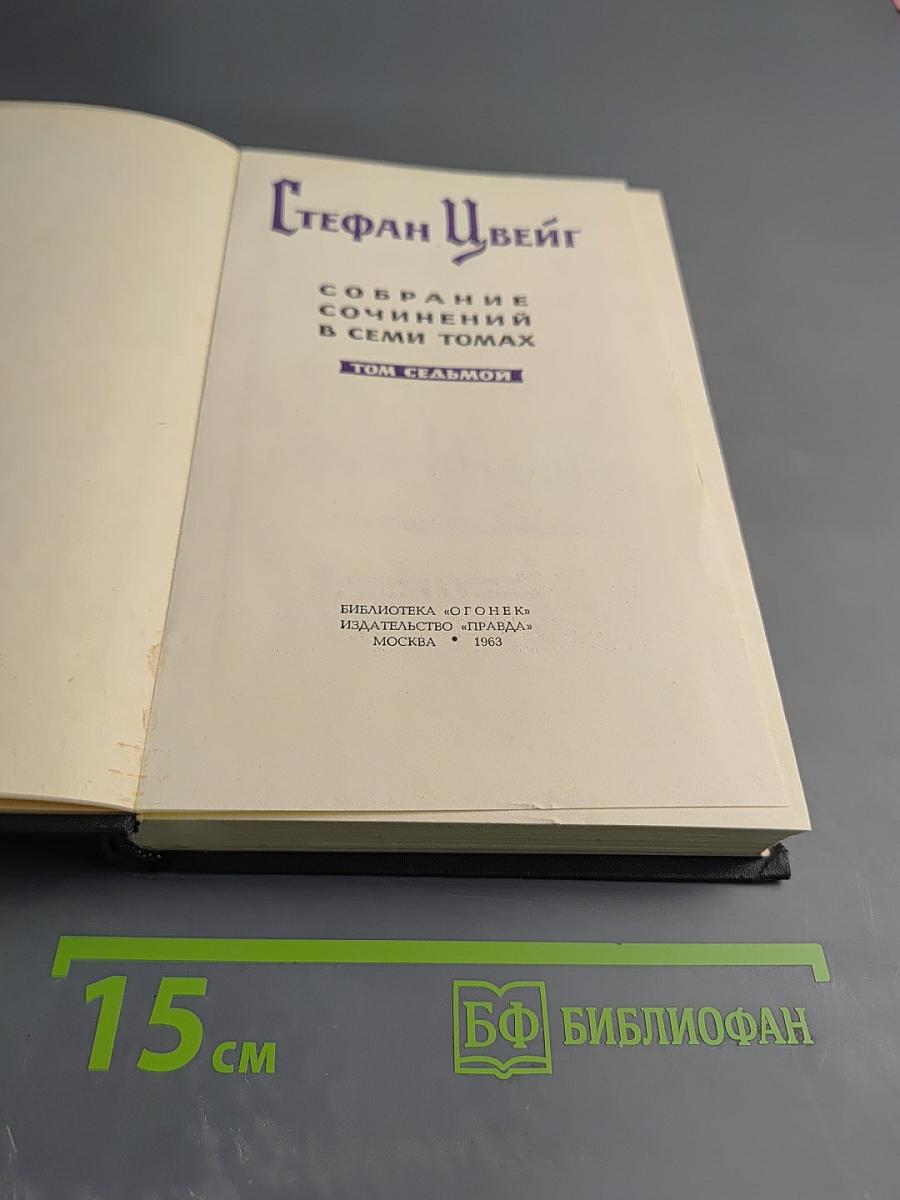 Стефан Цвейг
СОБРАНИЕ
СОЧИНЕНИЙ
В СЕМИ ТОМАХ
ТОМ СЕДЬМОЙ
БИБЛИОТЕКА «ОГОНЕК»
ИЗДАТЕЛЬСТВО «ПРАВДА»
МОСКВА • 1963
15 см
БФ БИБЛИОФАН